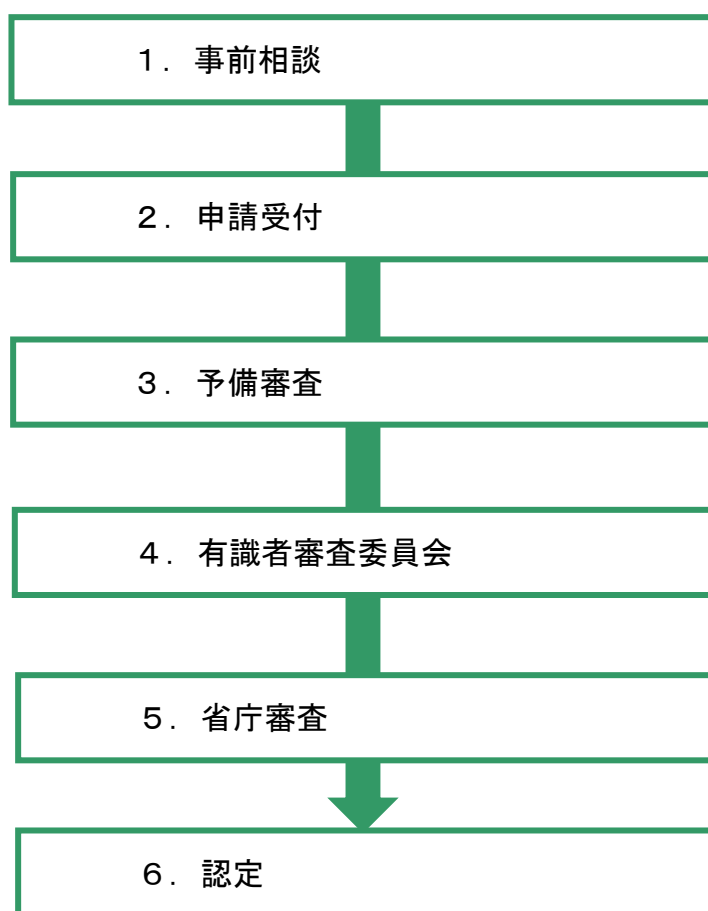 １．事前相談
２．申請受付
３．予備審査
４．有識者審査委員会
５．省庁審査
６．認定